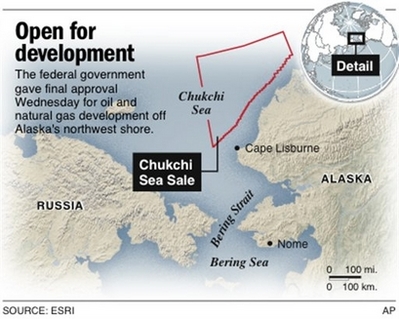 Open for
development
The federal government
gave final approval
Wednesday for oil and
natural gas development off
Alaska's northwest shore.
Detail
Chukchi
Sea
Cape Lisburne
Chukchi
Sea Sale
ALASKA
RUSSIA
Bering Strait
Nome
Bering Sea
0 100 mi.
0 100 km.
SOURCE: ESRI
AP